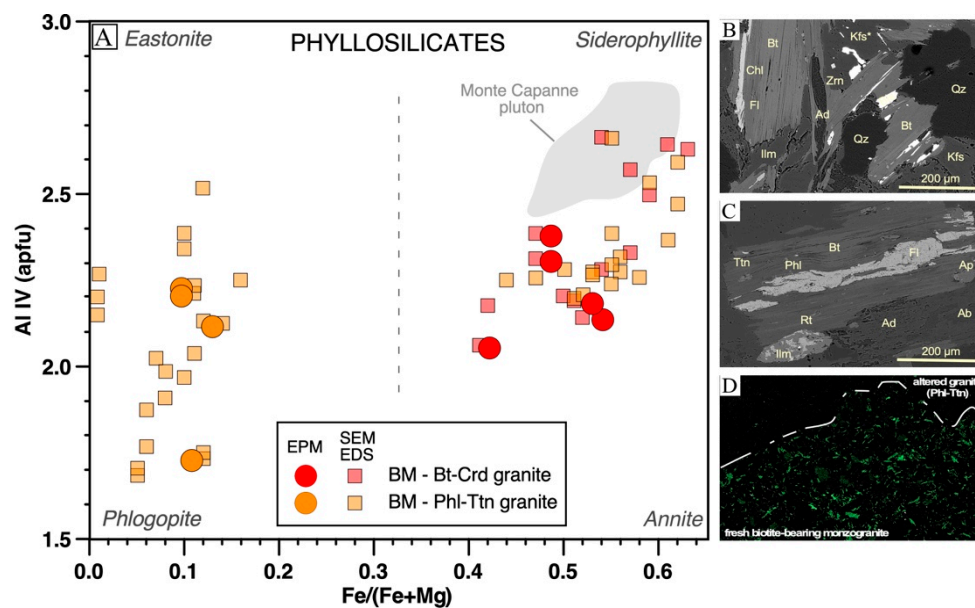 A
Eastonite
PHYLLOSILICATES
Siderophyllite
Monte Capanne
pluton
Phlogopite
Annite
EPM
SEM
EDS
BM - Bt-Crd granite
BM - Phl-Ttn granite
3.0
2.5
2.0
1.5
Al IV (apfu)
0.0
0.1
0.2
0.3
0.4
0.5
0.6
Fe/(Fe+Mg)
B
Bt
Kfs*
Chl
Zrn
Fl
Ad
Qz
Qz
Bt
Ilm
Kfs
200 µm
C
Bt
Fl
Ttn
Phl
Ap
Rt
Ad
Ab
Ilm
200 µm
D
altered granit
(Phl-Ttn)
fresh biotite-bearing monzogranite